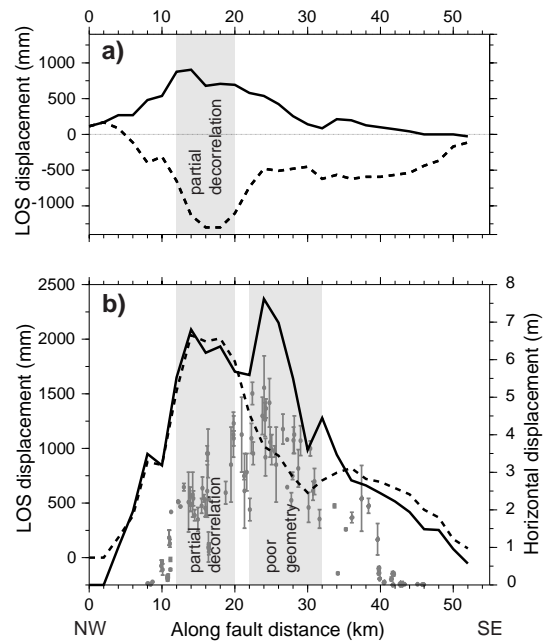 0 10 20 30 40 50
a)
LOS displacement (mm)
1000
500
0
-500
-1000
partial
decorrelation
b)
LOS displacement (mm)
2500
2000
1500
1000
500
0
partial
decorrelation
poor
geometry
8
7
6
5
4
3
2
1
0
Horizontal displacement (m)
0 10 20 30 40 50
NW Along fault distance (km) SE